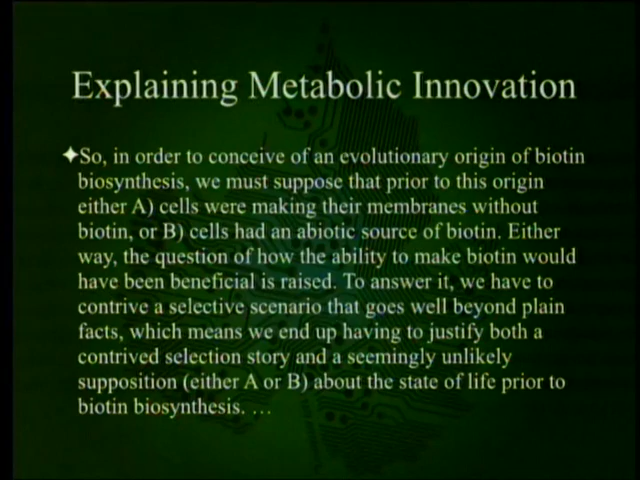 Explaining Metabolic Innovation
✦So, in order to conceive of an evolutionary origin of biotin
biosynthesis, we must suppose that prior to this origin
either A) cells were making their membranes without
biotin, or B) cells had an abiotic source of biotin. Either
way, the question of how the ability to make biotin would
have been beneficial is raised. To answer it, we have to
contrive a selective scenario that goes well beyond plain
facts, which means we end up having to justify both a
contrived selection story and a seemingly unlikely
supposition (either A or B) about the state of life prior to
biotin biosynthesis. …